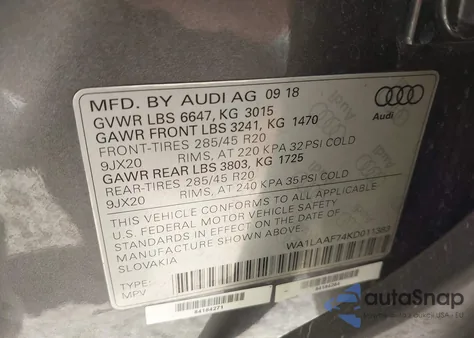 MFD. BY AUDI AG 09 18
GVWR LBS 6647, KG 3015
GAWR FRONT LBS 3241, KG 1470
FRONT-TIRES 285/45 R20
9JX20 RIMS, AT 220 KPA 32 PSI COLD
GAWR REAR LBS 3803, KG 1725
REAR-TIRES 285/45 R20
9JX20 RIMS, AT 240 KPA 35 PSI COLD
THIS VEHICLE CONFORMS TO ALL APPLICABLE
U.S. FEDERAL MOTOR VEHICLE SAFETY
STANDARDS IN EFFECT ON THE DATE OF
MANUFACTURE SHOWN ABOVE
SLOVAKIA
TYPE:
MPV
Audi
autoSnap